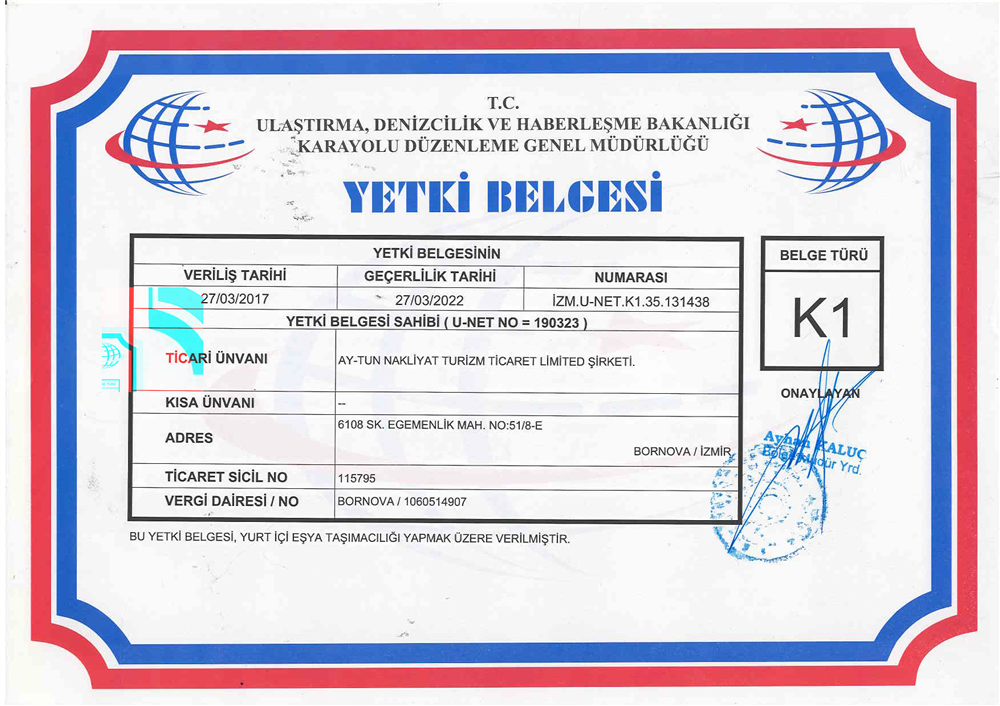 T.C.
ULAŞTIRMA, DENİZCİLİK VE HABERLEŞME BAKANLIĞI
KARAYOLU DÜZENLEME GENEL MÜDÜRLÜĞÜ
YETKİ BELGESİ
YETKİ BELGESİNİN
VERİLİŞ TARİHİ GEÇERLİLİK TARİHİ NUMARASI
27/03/2017 27/03/2022 İZM.U-NET.K1.35.131438
YETKİ BELGESİ SAHİBİ ( U-NET NO = 190323 )
TİCARİ ÜNVANI AY-TUN NAKLİYAT TURİZM TİCARET LİMİTED ŞİRKETİ.
KISA ÜNVANI --
ADRES 6108 SK. EGEMENLİK MAH. NO:51/8-E
BORNOVA / İZMİR
TİCARET SİCİL NO 115795
VERGİ DAİRESİ / NO BORNOVA / 1060514907
BU YETKİ BELGESİ, YURT İÇİ EŞYA TAŞIMACILIĞI YAPMAK ÜZERE VERİLMİŞTİR.
BELGE TÜRÜ
K1
ONAYLAYAN
Ayhan KALUÇ
Bölge Müdür Yrd.